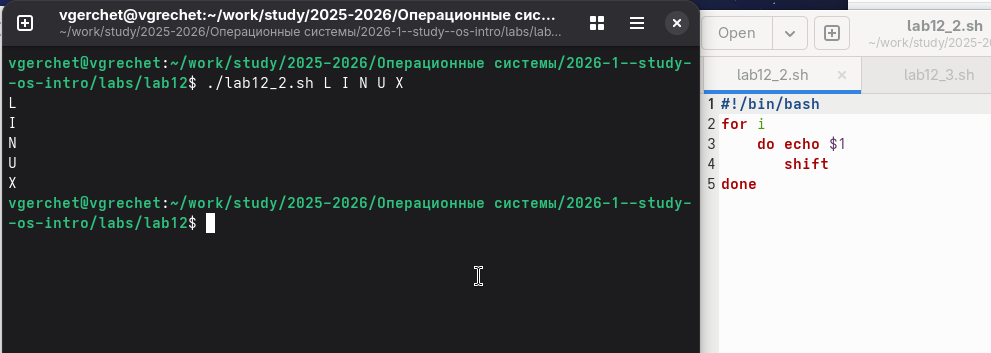 vgerchet@vgrechet:~/work/study/2025-2026/Операционные сис...
~/work/study/2025-2026/Операционные системы/2026-1--study--os-intro/labs/lab...
vgerchet@vgrechet:~/work/study/2025-2026/Операционные системы/2026-1--study-
-os-intro/labs/lab12$ ./lab12_2.sh L I N U X
L
I
N
U
X
vgerchet@vgrechet:~/work/study/2025-2026/Операционные системы/2026-1--study-
-os-intro/labs/lab12$
Open
lab12_2.sh
~/work/study/2025-2
lab12_2.sh
lab12_3.sh
1 #!/bin/bash
2 for i
3 do echo $1
4 shift
5 done